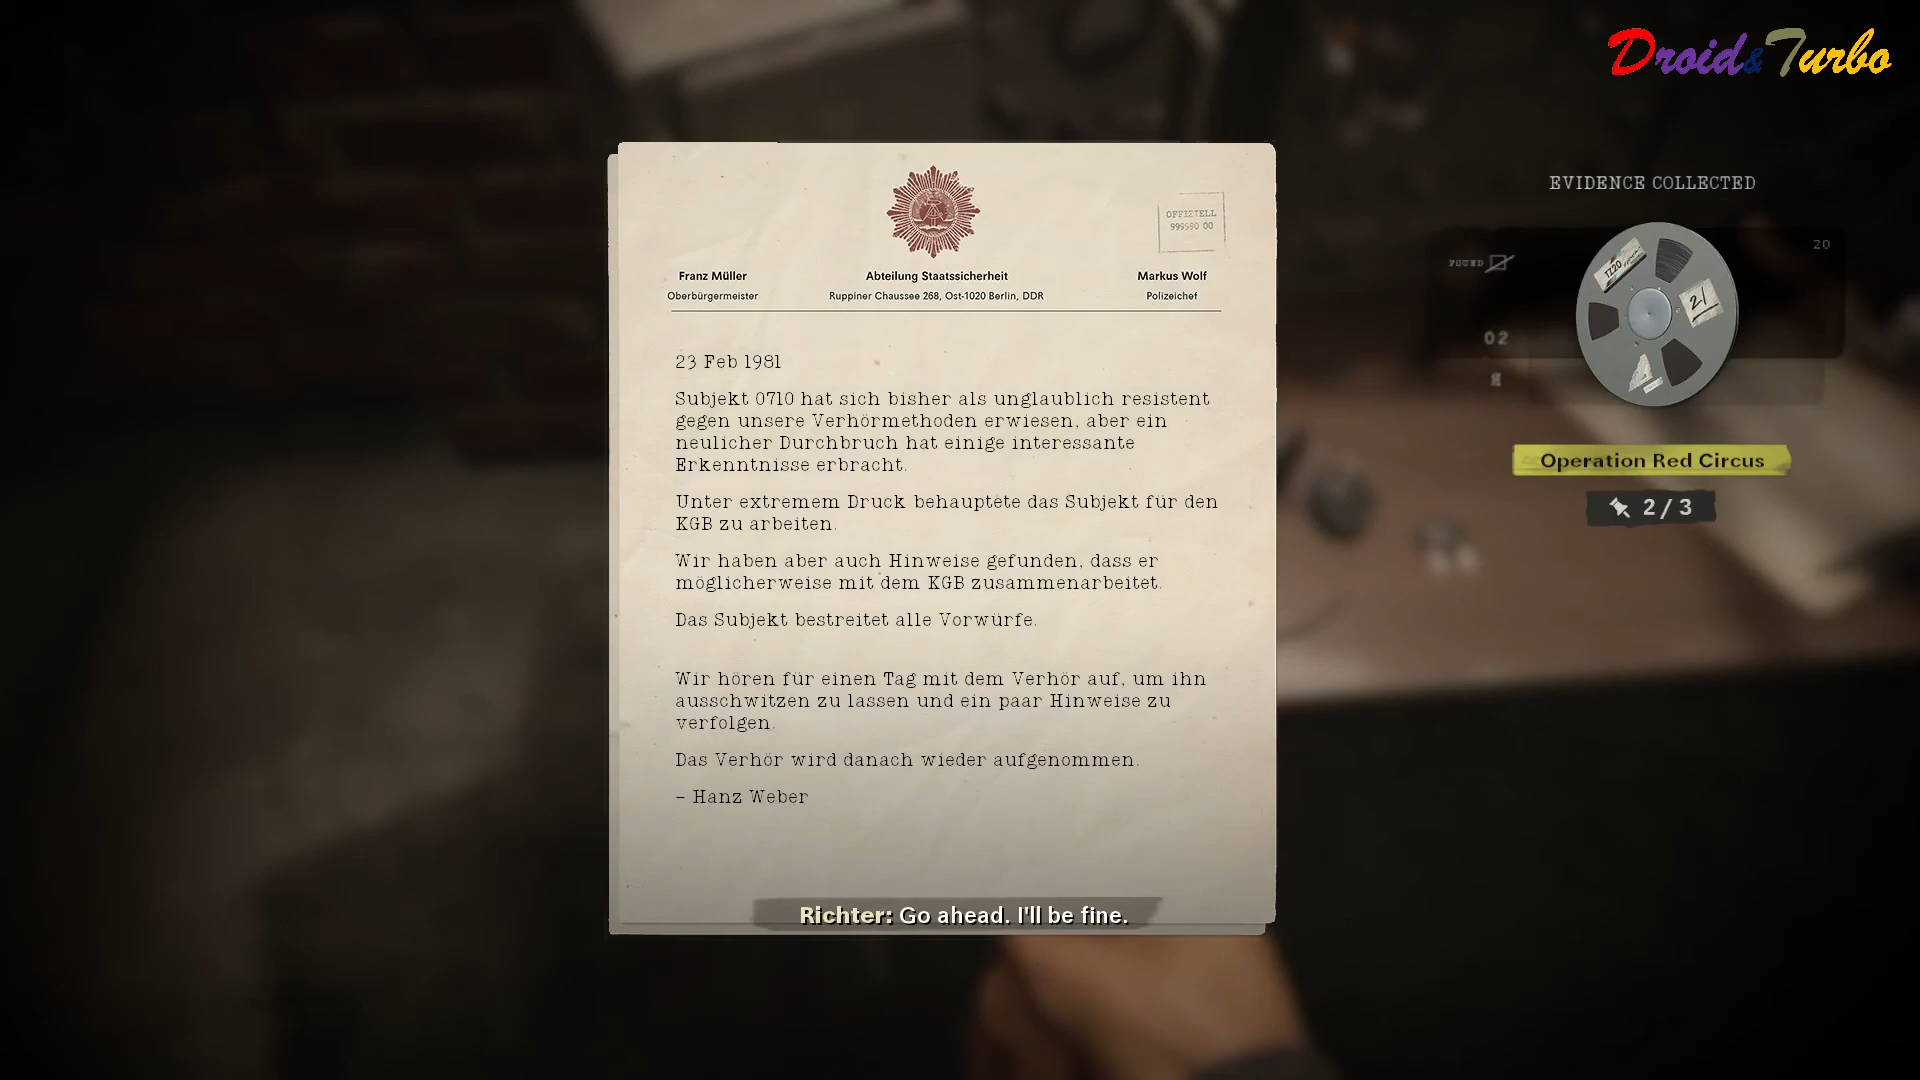 Droid&Turbo
EVIDENCE COLLECTED
OFFIZIELL
999990 00
20
FOUND
TZ20
21
02
Franz Müller
Oberbürgermeister
Abteilung Staatssicherheit
Ruppiner Chaussee 268, Ost-1020 Berlin, DDR
Markus Wolf
Polizeichef
23 Feb 1981
Subjekt 0710 hat sich bisher als unglaublich resistent
gegen unsere Verhörmethoden erwiesen, aber ein
neulicher Durchbruch hat einige interessante
Erkenntnisse erbracht.
Unter extremem Druck behauptete das Subjekt für den
KGB zu arbeiten.
Wir haben aber auch Hinweise gefunden, dass er
möglicherweise mit dem KGB zusammenarbeitet.
Das Subjekt bestreitet alle Vorwürfe.
Wir hören für einen Tag mit dem Verhör auf, um ihn
ausschwitzen zu lassen und ein paar Hinweise zu
verfolgen.
Das Verhör wird danach wieder aufgenommen.
– Hanz Weber
Operation Red Circus
2/3
Richter: Go ahead. I'll be fine.